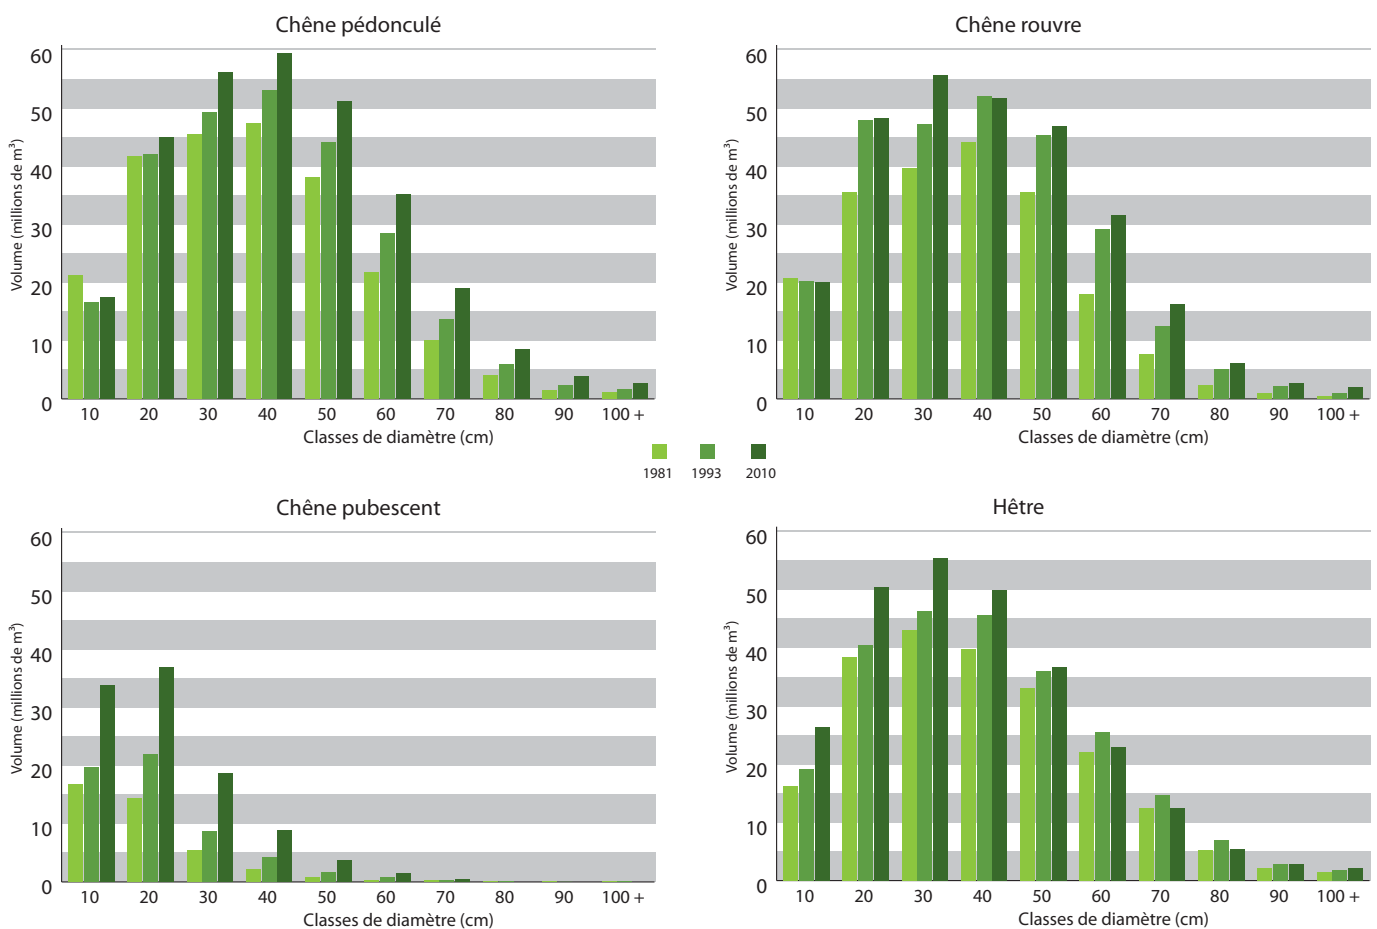 Chêne pédonculé
Volume (millions de m³)
60
50
40
30
20
10
0
10 20 30 40 50 60 70 80 90 100 +
Classes de diamètre (cm)
Chêne rouvre
Volume (millions de m³)
60
50
40
30
20
10
0
10 20 30 40 50 60 70 80 90 100 +
Classes de diamètre (cm)
1981 1993 2010
Chêne pubescent
Volume (millions de m³)
60
50
40
30
20
10
0
10 20 30 40 50 60 70 80 90 100 +
Classes de diamètre (cm)
Hêtre
Volume (millions de m³)
60
50
40
30
20
10
0
10 20 30 40 50 60 70 80 90 100 +
Classes de diamètre (cm)